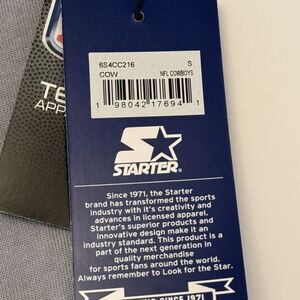 TE
APP
6S4CC216 S
COW NFL COWBOYS
1 98042 17694 1
STARTER
Since 1971, the Starter
brand has transformed the sports
industry with it's creativity and
advances in licensed apparel.
Starter's superior products and
innovative design make it an
industry standard. This product is a
part of the next generation in
quality merchandise
for sports fans around the world.
Always remember to Look for the Star.
SINCE 1971